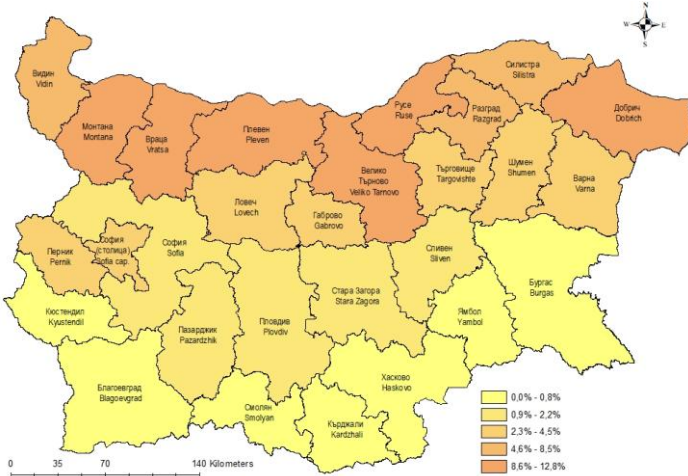 N
W E
S
Видин
Vidin
Монтана
Montana
Враца
Vratsa
Плевен
Pleven
Велико
Търново
Veliko Tarnovo
Русе
Ruse
Силистра
Silistra
Разград
Razgrad
Добрич
Dobrich
Търговище
Targovishte
Шумен
Shumen
Варна
Varna
Ловеч
Lovech
Габрово
Gabrovo
Перник
Pernik
София
(столица)
Sofia cap.
София
Sofia
Сливен
Sliven
Бургас
Burgas
Кюстендил
Kyustendil
Пазарджик
Pazardzhik
Пловдив
Plovdiv
Стара Загора
Stara Zagora
Ямбол
Yambol
Благоевград
Blagoevgrad
Смолян
Smolyan
Кърджали
Kardzhali
Хасково
Haskovo
0,0% - 0,8%
0,9% - 2,2%
2,3% - 4,5%
4,6% - 8,5%
8,6% - 12,8%
0 35 70 140 Kilometers